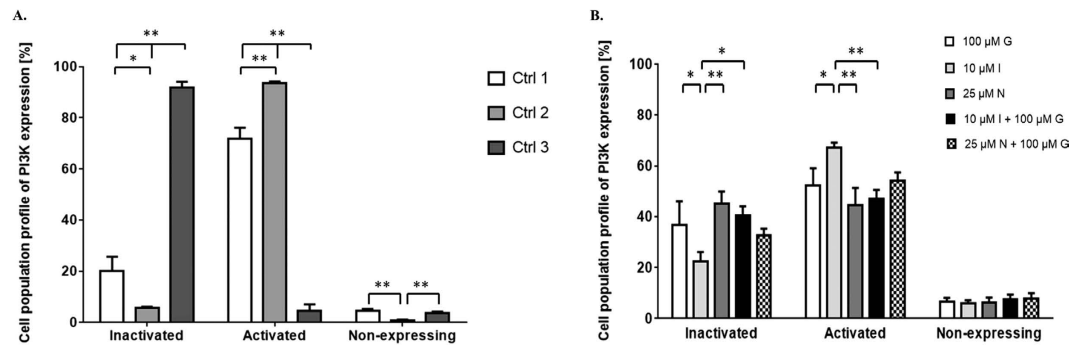 A.
Cell population profile of PI3K expression [%]
100
80
60
40
20
0
** **
* **
** **
Inactivated Activated Non-expressing
Ctrl 1
Ctrl 2
Ctrl 3
B.
Cell population profile of PI3K expression [%]
100
80
60
40
20
0
* **
* ** * **
Inactivated Activated Non-expressing
100 µM G
10 µM I
25 µM N
10 µM I + 100 µM G
25 µM N + 100 µM G